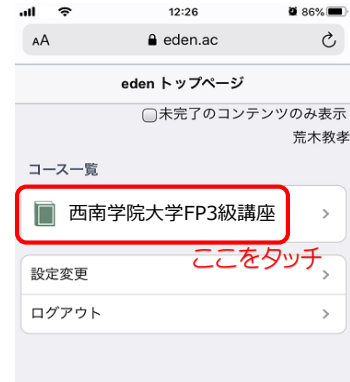 12:26 86%
AA eden.ac
eden トップページ
未完了のコンテンツのみ表示
荒木教孝
コース一覧
西南学院大学FP3級講座
ここをタッチ
設定変更
ログアウト